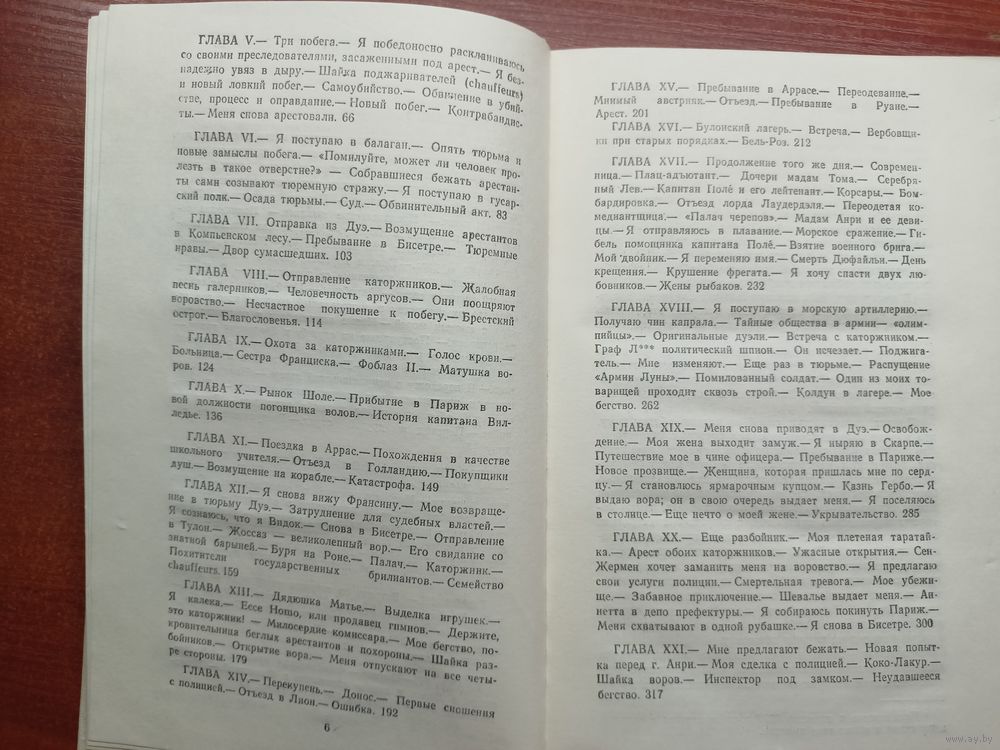 ГЛАВА V.— Три побега.— Я победоносно раскланиваюсь
со своими преследователями, засаженными под арест.— Я без-
надежно увяз в дыру.— Шайка поджаривателей (chauffeurs)
и новый ловкий побег.— Самоубийство.— Обвинение в убий-
стве, процесс и оправдание.— Новый побег.— Контрабандис-
ты.— Меня снова арестовали. 66
ГЛАВА VI.— Я поступаю в балаган.— Опять тюрьма и
новые замыслы побега.— «Помилуйте, может ли человек про-
лезть в такое отверстие?» — Собравшиеся бежать арестан-
ты сами созывают тюремную стражу.— Я поступаю в гусар-
ский полк.— Осада тюрьмы.— Суд.— Обвинительный акт. 83
ГЛАВА VII. Отправка из Дуэ.— Возмущение арестантов
в Компьенском лесу.— Пребывание в Бисетре.— Тюремные
нравы.— Двор сумасшедших. 103
ГЛАВА VIII.— Отправление каторжников.— Жалобная
песнь галерников.— Человечность аргусов.— Они поощряют
воровство.— Несчастное покушение к побегу.— Брестский
острог.— Благословенья. 114
ГЛАВА IX.— Охота за каторжниками.— Голос крови.—
Больница.— Сестра Франциска.— Фоблаз II.— Матушка во-
ров. 124
ГЛАВА X.— Рынок Шоле.— Прибытие в Париж в но-
вой должности погонщика волов.— История капитана Вил-
ледье. 136
ГЛАВА XI.— Поездка в Аррас.— Похождения в качестве
школьного учителя.— Отъезд в Голландию.— Покупщики
душ.— Возмущение на корабле.— Катастрофа. 149
ГЛАВА XII.— Я снова вижу Франсину.— Мое возвраще-
ние в тюрьму Дуэ.— Затруднение для судебных властей.—
Я сознаюсь, что я Видок.— Снова в Бисетре.— Отправление
в Тулон.— Жоссаз — великолепный вор.— Его свидание со
знатной барыней.— Буря на Роне.— Палач.— Каторжник.—
Похитители государственных брилиантов.— Семейство
chauffeurs. 159
ГЛАВА XIII.— Дядюшка Матье.— Выделка игрушек.—
Я калека.— Ессе Homo, или продавец гимнов.— Держите,
это каторжник! — Милосердие комиссара.— Мое бегство, по-
кровительница беглых арестантов и похороны.— Шайка раз-
бойников.— Открытие вора.— Меня отпускают на все четы-
ре стороны. 179
ГЛАВА XIV.— Перекупень.— Донос.— Первые сношения
с полицией.— Отъезд в Лион.— Ошибка. 192
6
ГЛАВА XV.— Пребывание в Аррасе.— Переодевание.—
Мнимый австрияк.— Отъезд.— Пребывание в Руане.—
Арест. 201
ГЛАВА XVI.— Булонский лагерь.— Встреча.— Вербовщи-
ки при старых порядках.— Бель-Роз. 212
ГЛАВА XVII.— Продолжение того же дня.— Современ-
ница.— Плац-адъютант.— Дочери мадам Тома.— Серебря-
ный Лев.— Капитан Полé и его лейтенант.— Корсары.— Бом-
бардировка.— Отъезд лорда Лаудердэля.— Переодетая ко-
медиантщица.— «Палач черепов».— Мадам Анри и ее деви-
цы.— Я отправляюсь в плавание.— Морское сражение.— Ги-
бель помощника капитана Полé.— Взятие военного брига.—
Мой двойник.— Я переменяю имя.— Смерть Дюфайльи.— День
крещения.— Крушение фрегата.— Я хочу спасти двух лю-
бовников.— Жены рыбаков. 232
ГЛАВА XVIII.— Я поступаю в морскую артиллерию.—
Получаю чин капрала.— Тайные общества в армии— «олим-
пийцы».— Оригинальные дуэли.— Встреча с каторжником.—
Граф Л*** политический шпион.— Он исчезает.— Поджига-
тель.— Мне изменяют.— Еще раз в тюрьме.— Распущение
«Армии Луны».— Помилованный солдат.— Один из моих то-
варищей проходит сквозь строй.— Колдун в лагере.— Мое
бегство. 262
ГЛАВА XIX.— Меня снова приводят в Дуэ.— Освобож-
дение.— Моя жена выходит замуж.— Я ныряю в Скарпе.—
Путешествие мое в чине офицера.— Пребывание в Париже.—
Новое прозвище.— Женщина, которая пришлась мне по серд-
цу.— Я становлюсь ярмарочным купцом.— Казнь Гербо.— Я
выдаю вора; он в свою очередь выдает меня.— Я поселяюсь
в столице.— Еще нечто о моей жене.— Укрывательство. 285
ГЛАВА XX.— Еще разбойник.— Моя плетеная таратай-
ка.— Арест обоих каторжников.— Ужасные открытия.— Сен-
Жермен хочет заманить меня на воровство.— Я предлагаю
свои услуги полиции.— Смертельная тревога.— Мое убежи-
ще.— Забавное приключение.— Шевалье выдает меня.— Ан-
нетта в депо префектуры.— Я собираюсь покинуть Париж.—
Меня схватывают в одной рубашке.— Я снова в Бисетре. 300
ГЛАВА XXI.— Мне предлагают бежать.— Новая попыт-
ка перед г. Анри.— Моя сделка с полицией.— Коко-Лакур.—
Шайка воров.— Инспектор под замком.— Неудавшееся
бегство. 317
www.ay.by